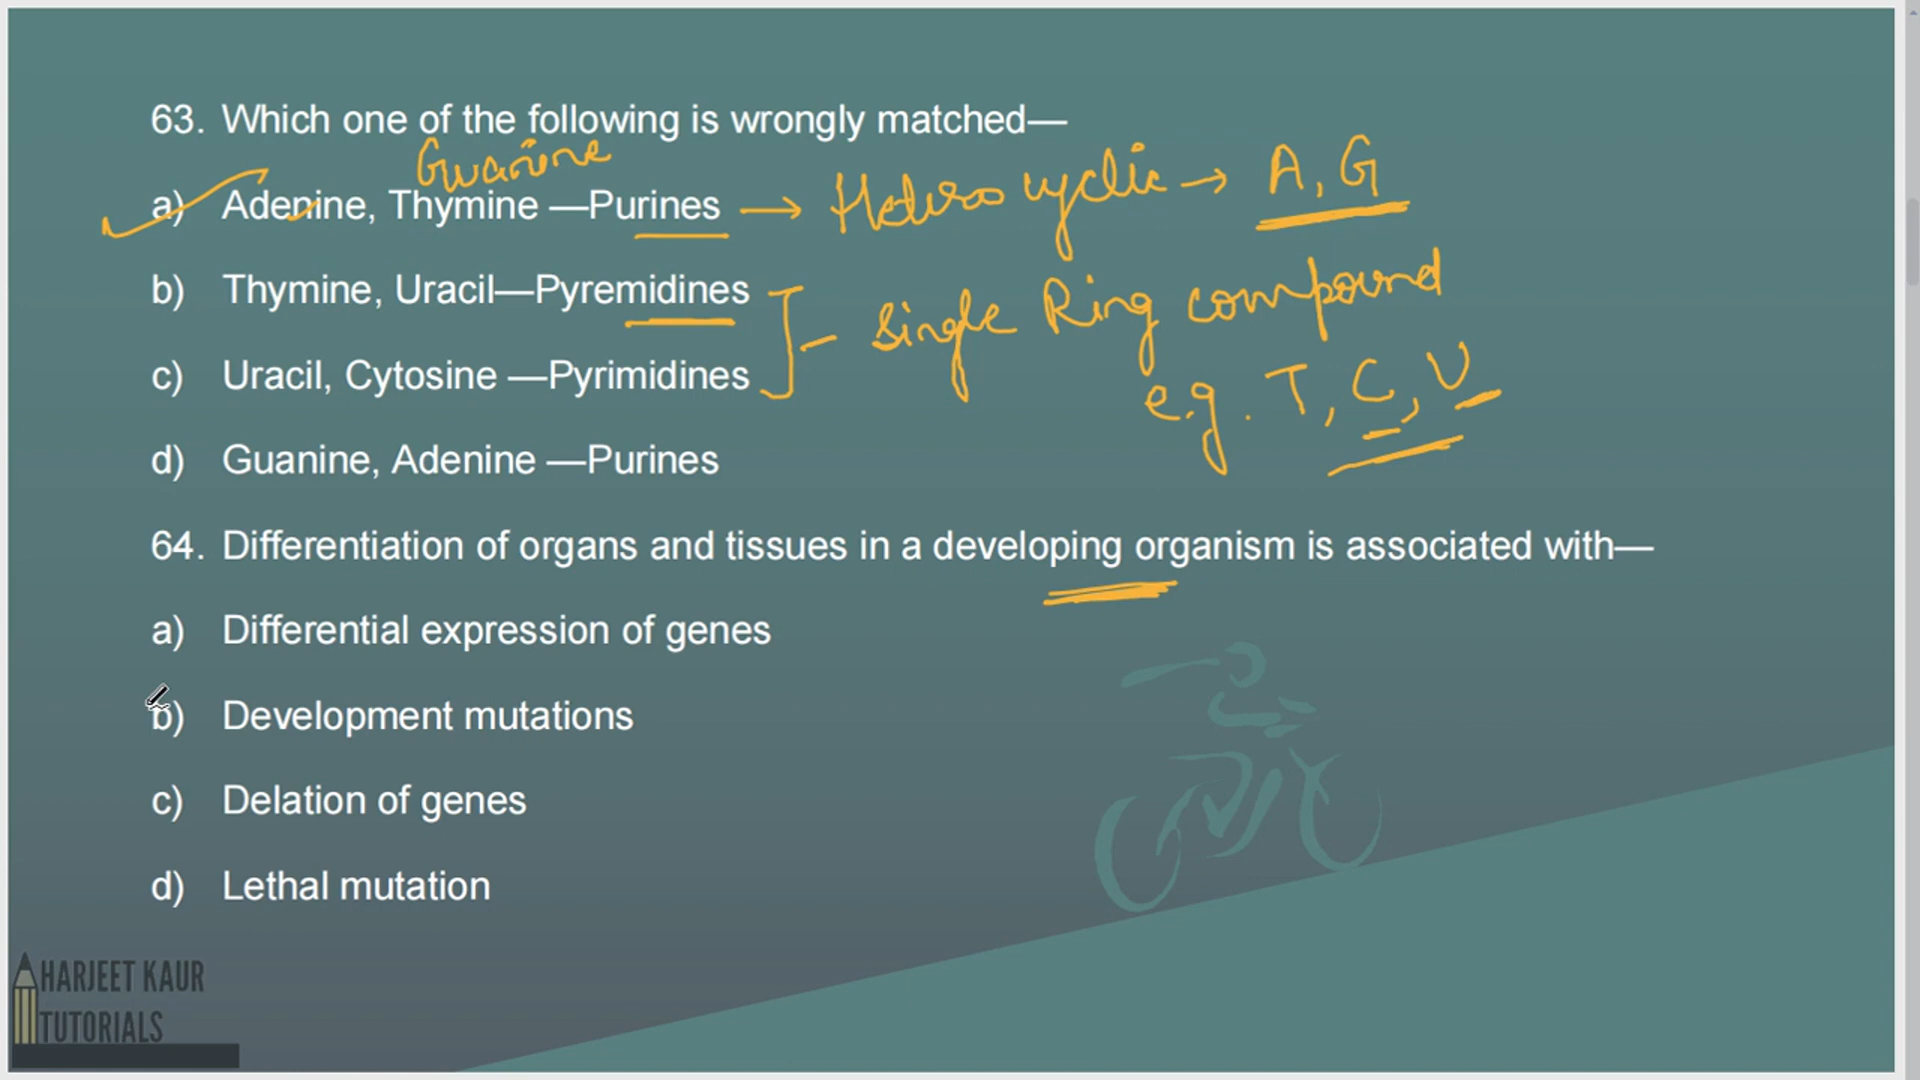 63. Which one of the following is wrongly matched—
Guanine
a) Adenine, Thymine —Purines → Heterocyclic → A, G
b) Thymine, Uracil—Pyremidines
- Single Ring compound
c) Uracil, Cytosine —Pyrimidines
e.g. T, C, U
d) Guanine, Adenine —Purines
64. Differentiation of organs and tissues in a developing organism is associated with—
a) Differential expression of genes
b) Development mutations
c) Delation of genes
d) Lethal mutation
HARJEET KAUR
TUTORIALS